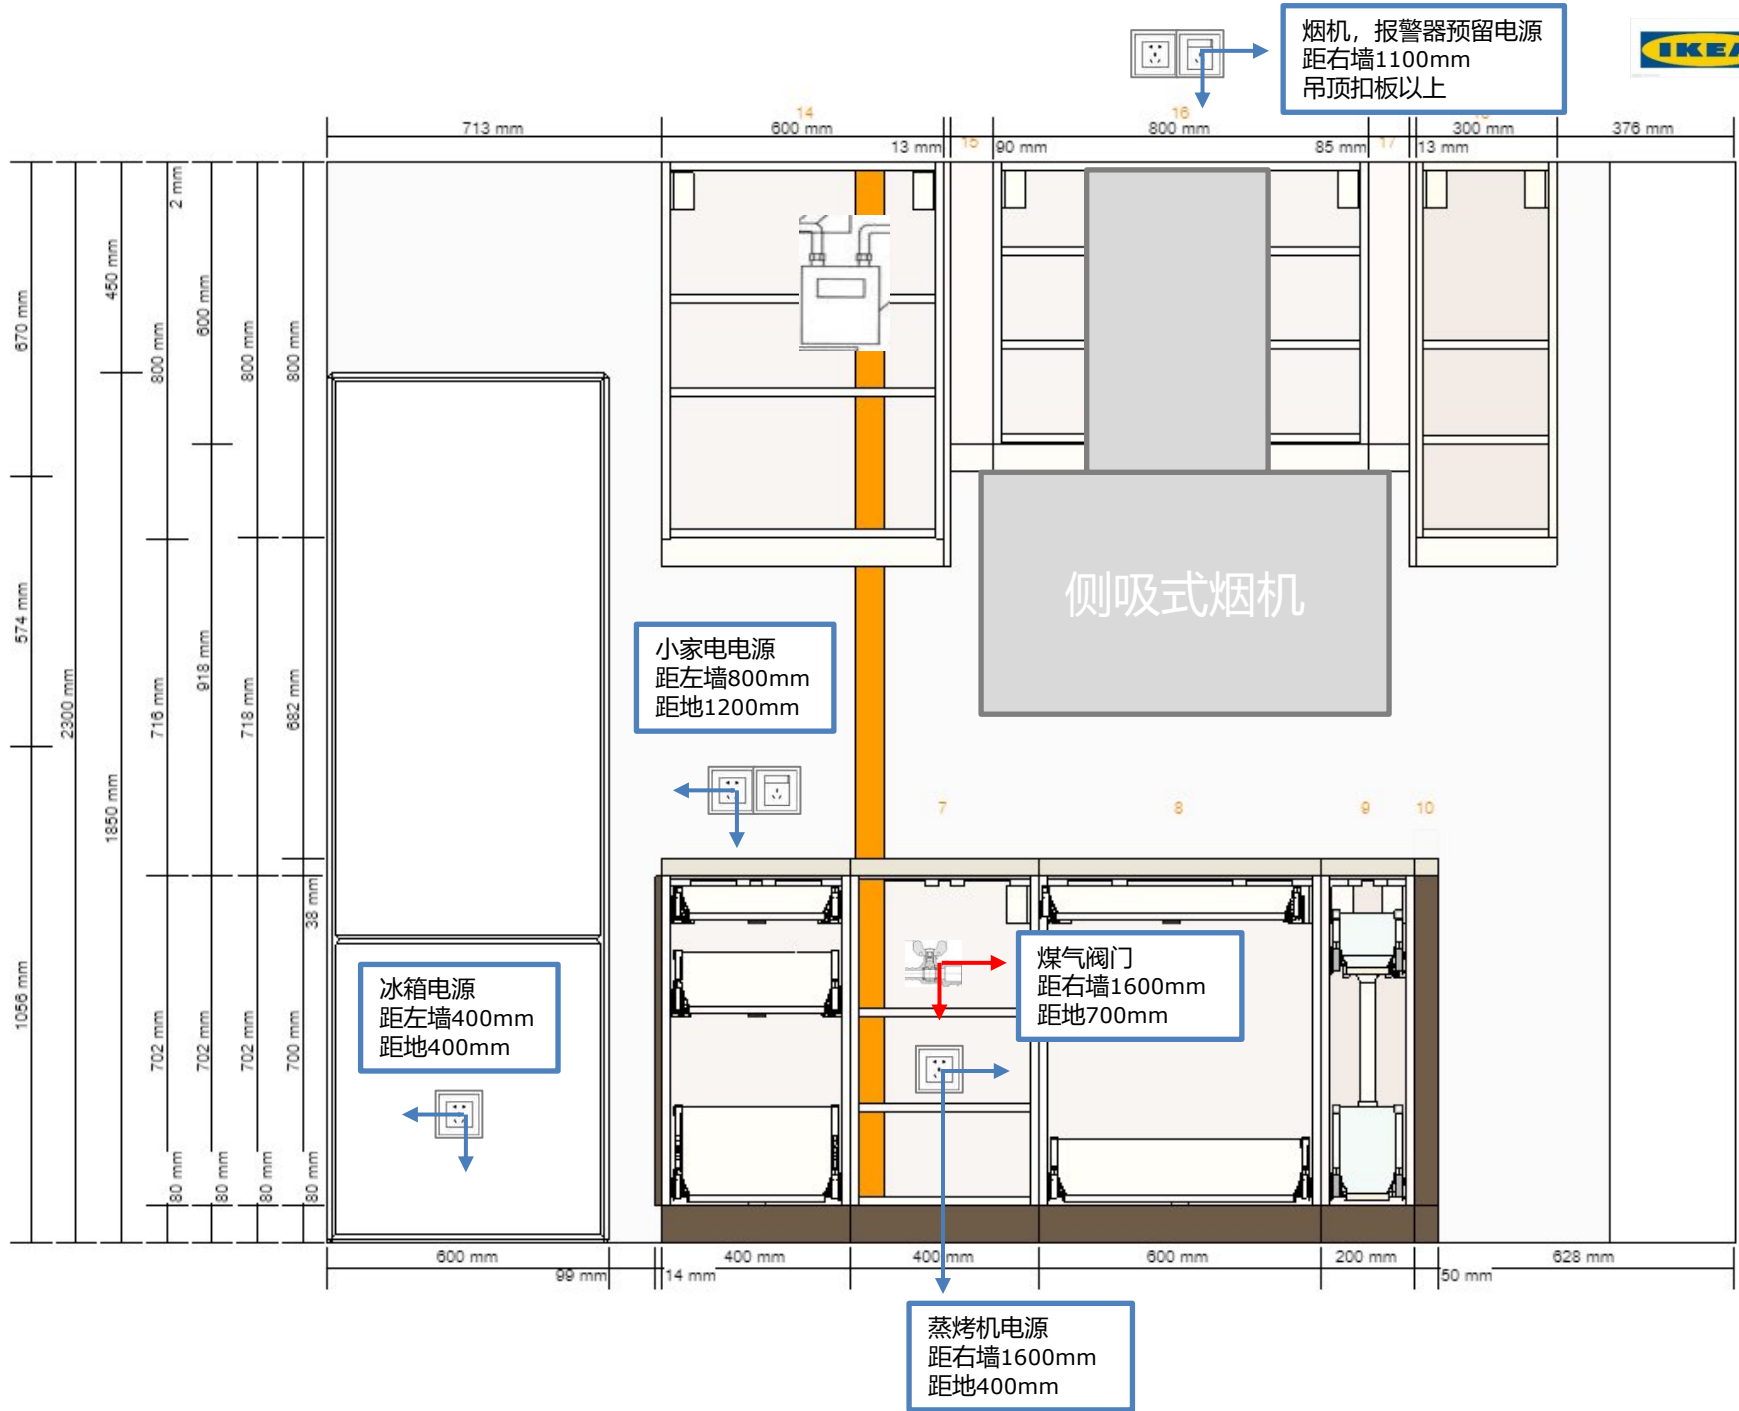 烟机，报警器预留电源
距右墙1100mm
吊顶扣板以上
IKEA
14
16
713 mm
600 mm
800 mm
300 mm
376 mm
13 mm
15
90 mm
85 mm
17
13 mm
2 mm
450 mm
600 mm
670 mm
800 mm
800 mm
800 mm
侧吸式烟机
574 mm
小家电电源
距左墙800mm
距地1200mm
918 mm
2300 mm
716 mm
718 mm
682 mm
1850 mm
7
8
9
10
38 mm
煤气阀门
距右墙1600mm
距地700mm
冰箱电源
距左墙400mm
距地400mm
1056 mm
702 mm
702 mm
702 mm
700 mm
80 mm
80 mm
80 mm
80 mm
600 mm
400 mm
400 mm
600 mm
200 mm
628 mm
99 mm
14 mm
50 mm
蒸烤机电源
距右墙1600mm
距地400mm